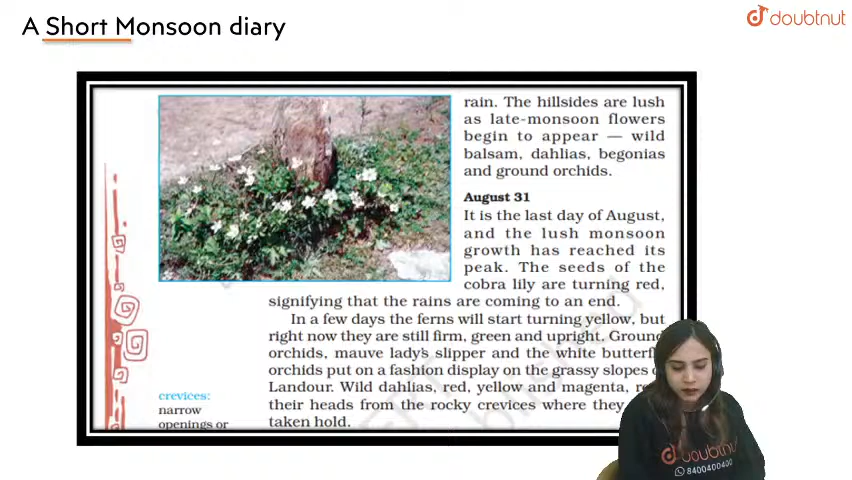 A Short Monsoon diary
doubtnut
rain. The hillsides are lush
as late-monsoon flowers
begin to appear — wild
balsam, dahlias, begonias
and ground orchids.
August 31
It is the last day of August,
and the lush monsoon
growth has reached its
peak. The seeds of the
cobra lily are turning red,
signifying that the rains are coming to an end.
In a few days the ferns will start turning yellow, but
right now they are still firm, green and upright. Ground
orchids, mauve lady's slipper and the white butterfly
orchids put on a fashion display on the grassy slopes
Landour. Wild dahlias, red, yellow and magenta,
their heads from the rocky crevices where they
taken hold.
crevices:
narrow
openings or
doubtnut
8400400400